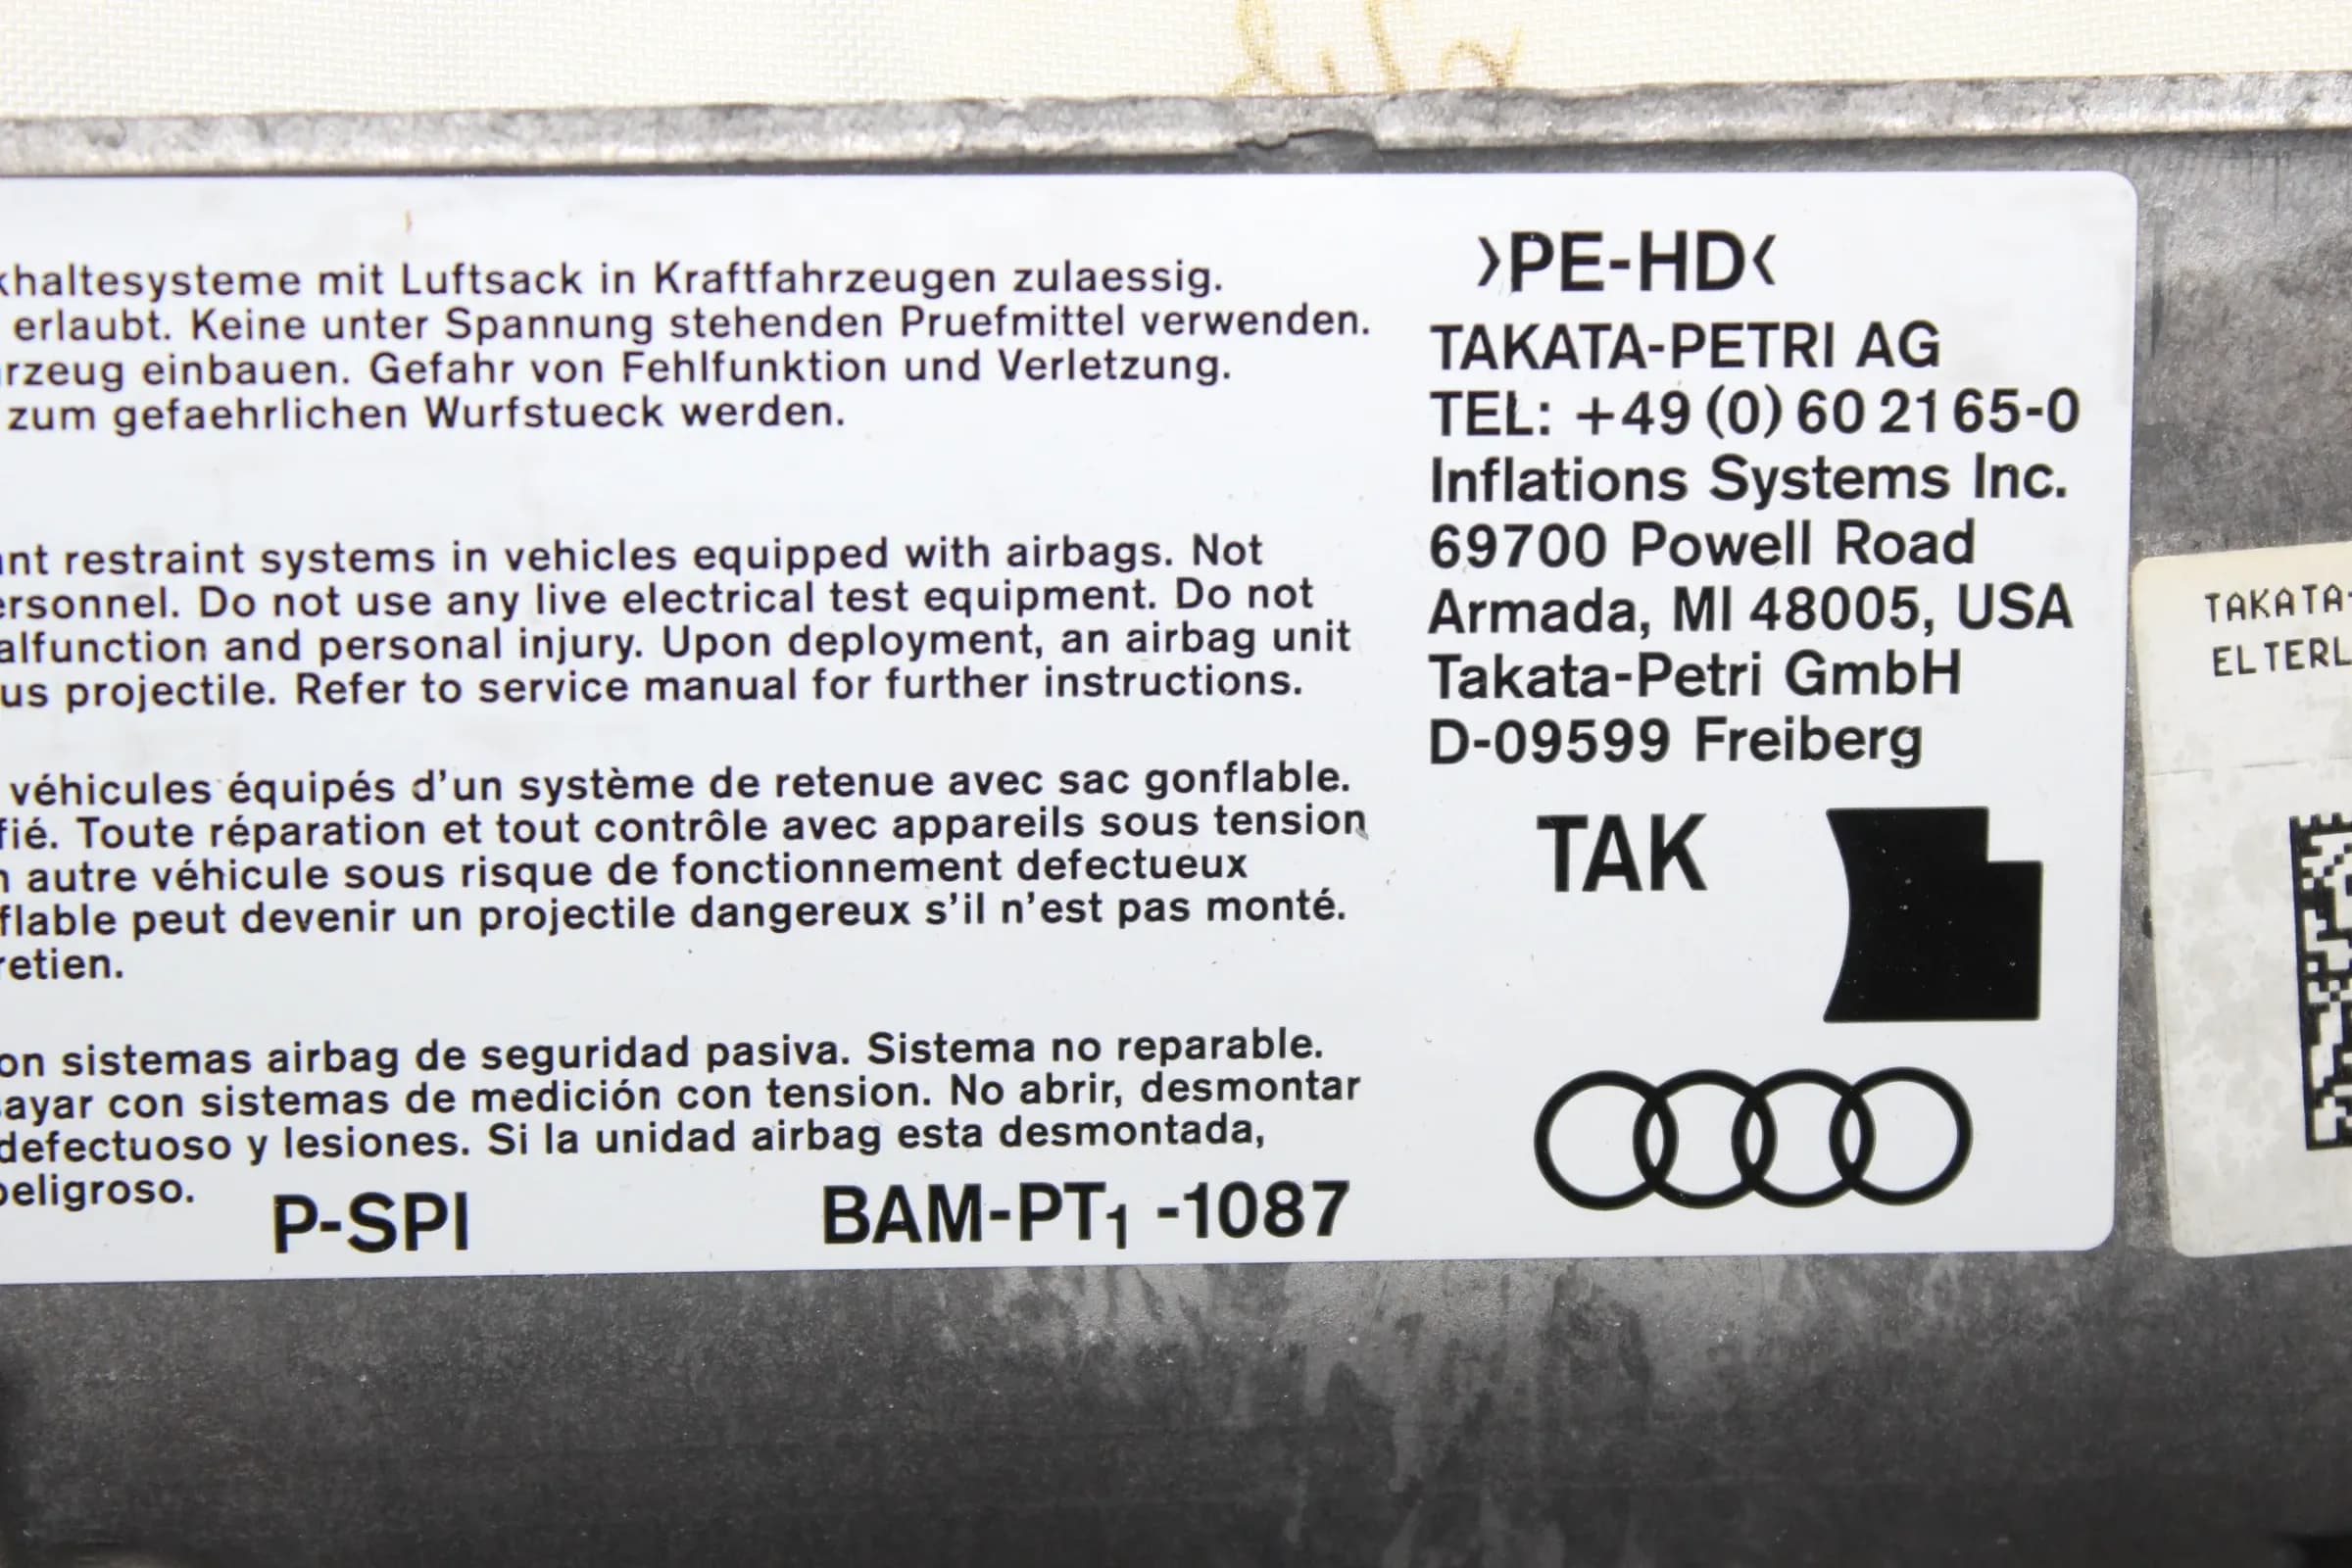 haltesysteme mit Luftsack in Kraftfahrzeugen zulaessig.
erlaubt. Keine unter Spannung stehenden Pruefmittel verwenden.
rzeug einbauen. Gefahr von Fehlfunktion und Verletzung.
zum gefaehrlichen Wurfstueck werden.
nt restraint systems in vehicles equipped with airbags. Not
ersonnel. Do not use any live electrical test equipment. Do not
alfunction and personal injury. Upon deployment, an airbag unit
us projectile. Refer to service manual for further instructions.
véhicules équipés d'un système de retenue avec sac gonflable.
fié. Toute réparation et tout contrôle avec appareils sous tension
autre véhicule sous risque de fonctionnement defectueux
flable peut devenir un projectile dangereux s'il n'est pas monté.
retien.
on sistemas airbag de seguridad pasiva. Sistema no reparable.
ayar con sistemas de medición con tension. No abrir, desmontar
defectuoso y lesiones. Si la unidad airbag esta desmontada,
peligroso.
P-SPI BAM-PT1 -1087
>PE-HD<
TAKATA-PETRI AG
TEL: +49 (0) 60 21 65-0
Inflations Systems Inc.
69700 Powell Road
Armada, MI 48005, USA
Takata-Petri GmbH
D-09599 Freiberg
TAK
TAKATA-
ELTERL